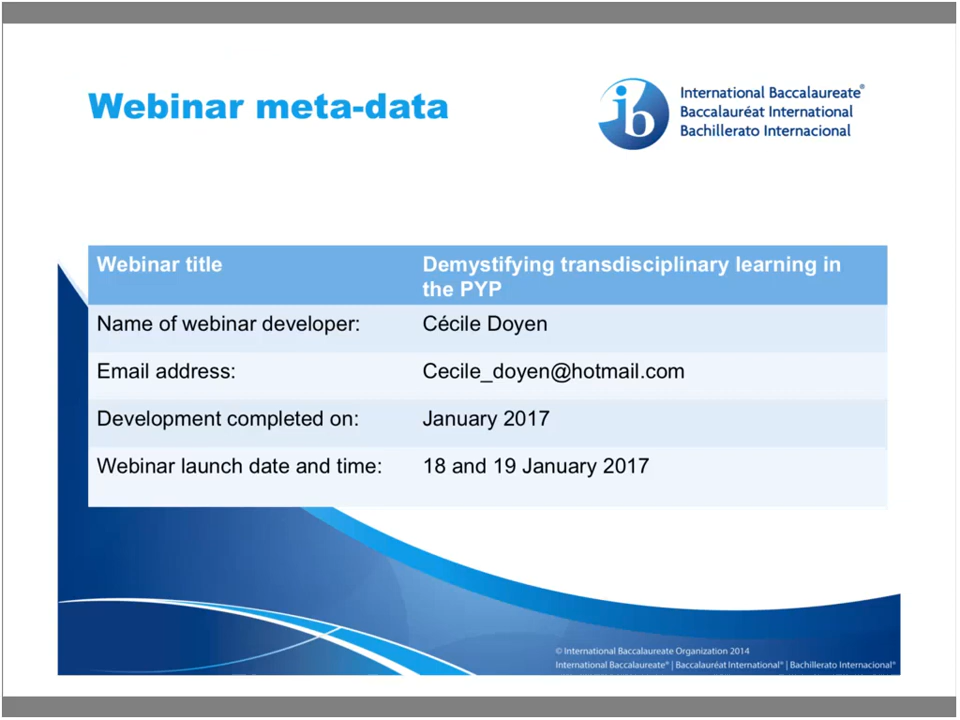 Webinar meta-data
ib
International Baccalaureate®
Baccalauréat International
Bachillerato Internacional
Webinar title
Demystifying transdisciplinary learning in
the PYP
Name of webinar developer:
Cécile Doyen
Email address:
Cecile_doyen@hotmail.com
Development completed on:
January 2017
Webinar launch date and time:
18 and 19 January 2017
© International Baccalaureate Organization 2014
International Baccalaureate® | Baccalauréat International® | Bachillerato Internacional®